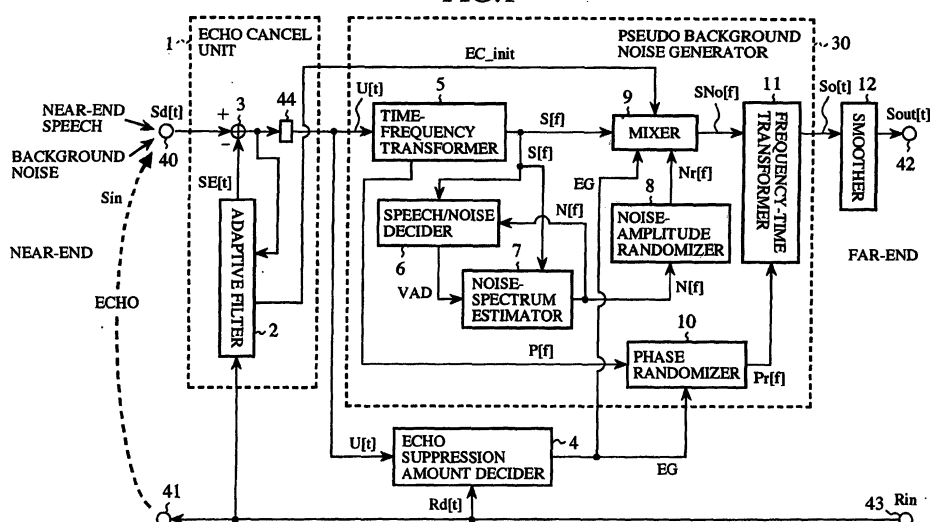 1
ECHO CANCEL
UNIT
PSEUDO BACKGROUND
NOISE GENERATOR
30
EC_init
NEAR-END
SPEECH
BACKGROUND
NOISE
Sd[t]
40
+
−
3
44
U[t]
5
TIME-
FREQUENCY
TRANSFORMER
S[f]
S[f]
9
MIXER
SNo[f]
11
FREQUENCY-TIME
TRANSFORMER
So[t]
12
SMOOTHER
Sout[t]
42
Sin
SE[t]
EG
Nr[f]
8
NOISE-
AMPLITUDE
RANDOMIZER
SPEECH/NOISE
DECIDER
6
N[f]
7
NOISE-
SPECTRUM
ESTIMATOR
VAD
N[f]
NEAR-END
FAR-END
ECHO
ADAPTIVE FILTER
2
P[f]
10
PHASE
RANDOMIZER
Pr[f]
U[t]
ECHO
SUPPRESSION
AMOUNT DECIDER
4
EG
41
Rd[t]
43
Rin